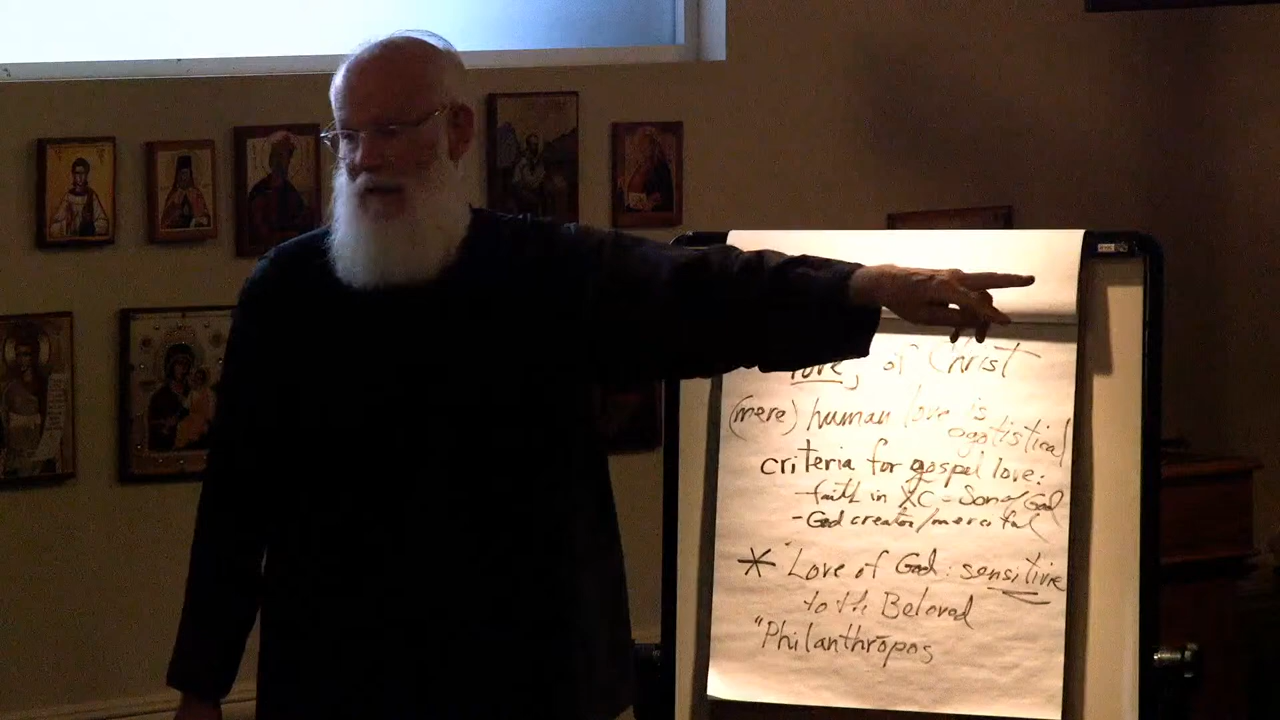 love, of Christ
(mere) human love is
egotistical
criteria for gospel love:
- faith in XC - Son of God
- God creator/merciful
* "Love of God: sensitive
to the Beloved
"Philanthropos